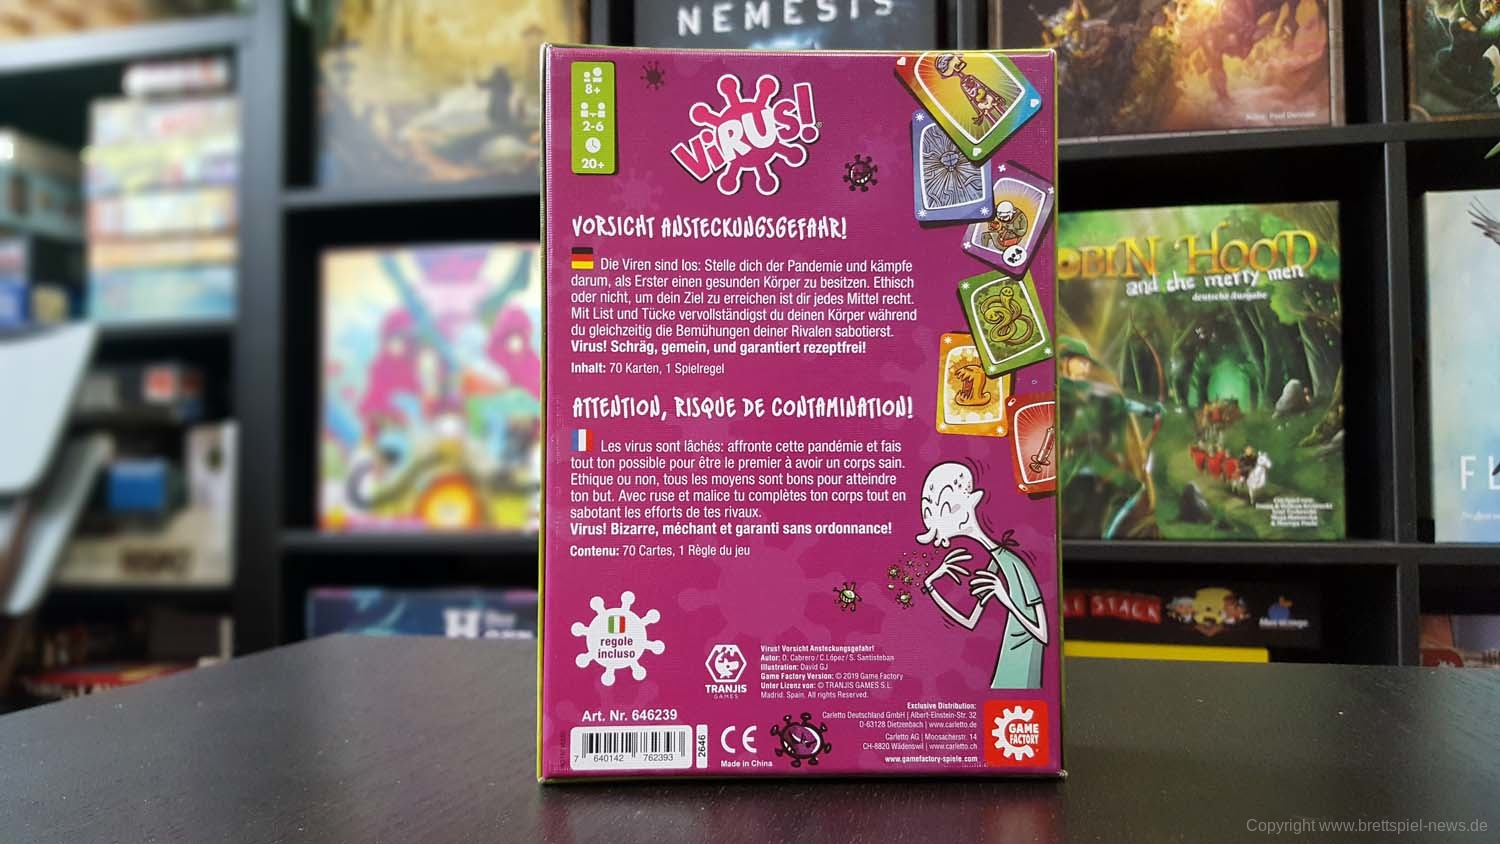 NEMESIS
8+
2-6
20+
ViRUS!
VORSICHT ANSTECKUNGSGEFAHR!
Die Viren sind los: Stelle dich der Pandemie und kämpfe
darum, als Erster einen gesunden Körper zu besitzen. Ethisch
oder nicht, um dein Ziel zu erreichen ist dir jedes Mittel recht.
Mit List und Tücke vervollständigst du deinen Körper während
du gleichzeitig die Bemühungen deiner Rivalen sabotierst.
Virus! Schräg, gemein, und garantiert rezeptfrei!
Inhalt: 70 Karten, 1 Spielregel
ATTENTION, RISQUE DE CONTAMINATION!
Les virus sont lâchés: affronte cette pandémie et fais
tout ton possible pour être le premier à avoir un corps sain.
Ethique ou non, tous les moyens sont bons pour atteindre
ton but. Avec ruse et malice tu complètes ton corps tout en
sabotant les efforts de tes rivaux.
Virus! Bizarre, méchant et garanti sans ordonnance!
Contenu: 70 Cartes, 1 Règle du jeu
regole
incluso
TRANJIS
GAMES
Virus! Vorsicht Ansteckungsgefahr!
Autor: D. Cabrero / C.López / S. Santisteban
Illustration: David GJ
Game Factory Version: © 2019 Game Factory
Unter Lizenz von: © TRANJIS GAMES S.L.
Madrid. Spain. All rights Reserved.
Art. Nr. 646239
7 640142 762393
2646
CE
Made in China
Exclusive Distribution:
Carletto Deutschland GmbH | Albert-Einstein-Str. 32
D-63128 Dietzenbach | www.carletto.de
Carletto AG | Moosacherstr. 14
CH-8820 Wädenswil | www.carletto.ch
www.gamefactory-spiele.com
GAME
FACTORY
OBIN HOOD
and the merry men
deutsche Ausgabe
FL
STACK
Copyright www.brettspiel-news.de